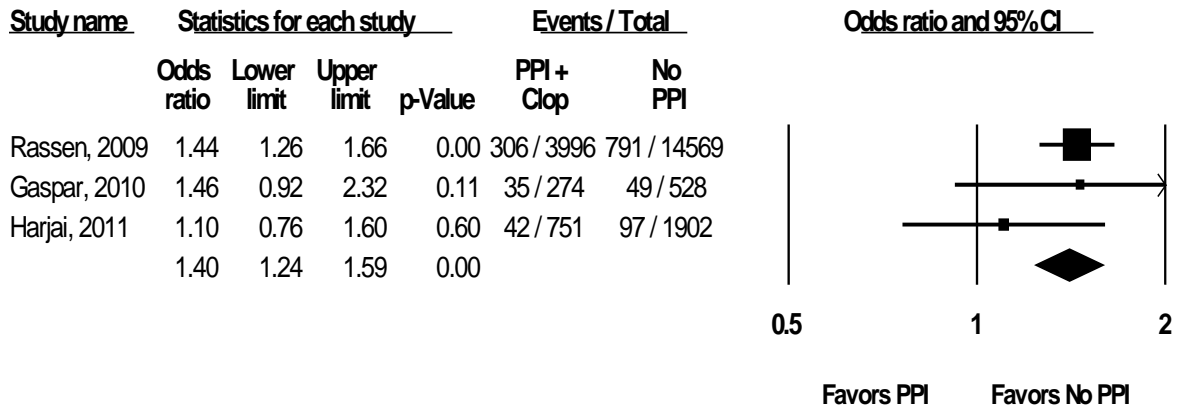 Study name Statistics for each study Events / Total Odds ratio and 95% CI
Odds Lower Upper PPI + No
ratio limit limit p-Value Clop PPI
Rassen, 2009 1.44 1.26 1.66 0.00 306 / 3996 791 / 14569
Gaspar, 2010 1.46 0.92 2.32 0.11 35 / 274 49 / 528
Harjai, 2011 1.10 0.76 1.60 0.60 42 / 751 97 / 1902
1.40 1.24 1.59 0.00
0.5 1 2
Favors PPI Favors No PPI